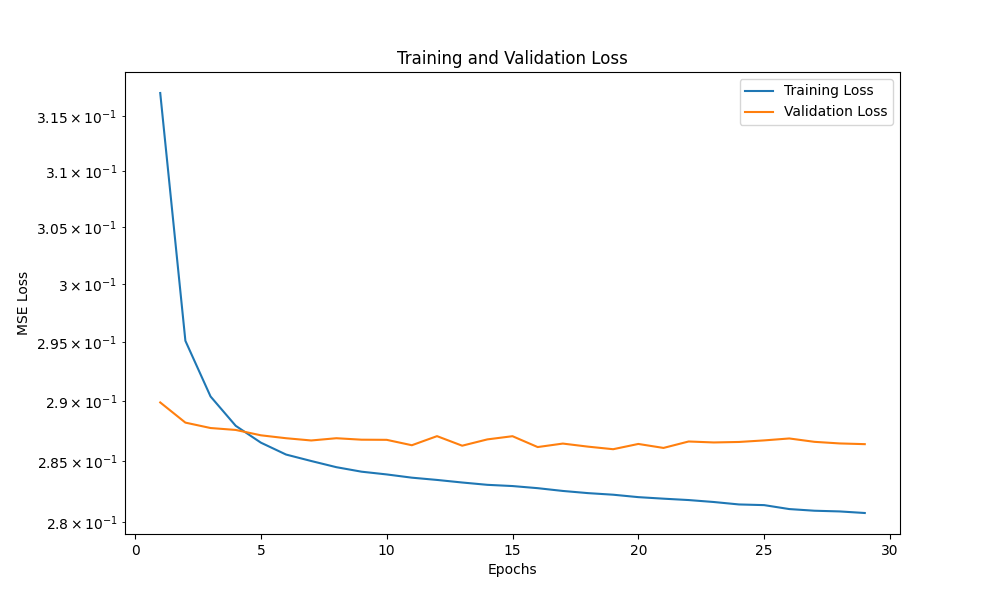 Training and Validation Loss
Training Loss
Validation Loss
3.15 × 10⁻¹
3.1 × 10⁻¹
3.05 × 10⁻¹
3 × 10⁻¹
2.95 × 10⁻¹
2.9 × 10⁻¹
2.85 × 10⁻¹
2.8 × 10⁻¹
MSE Loss
0 5 10 15 20 25 30
Epochs